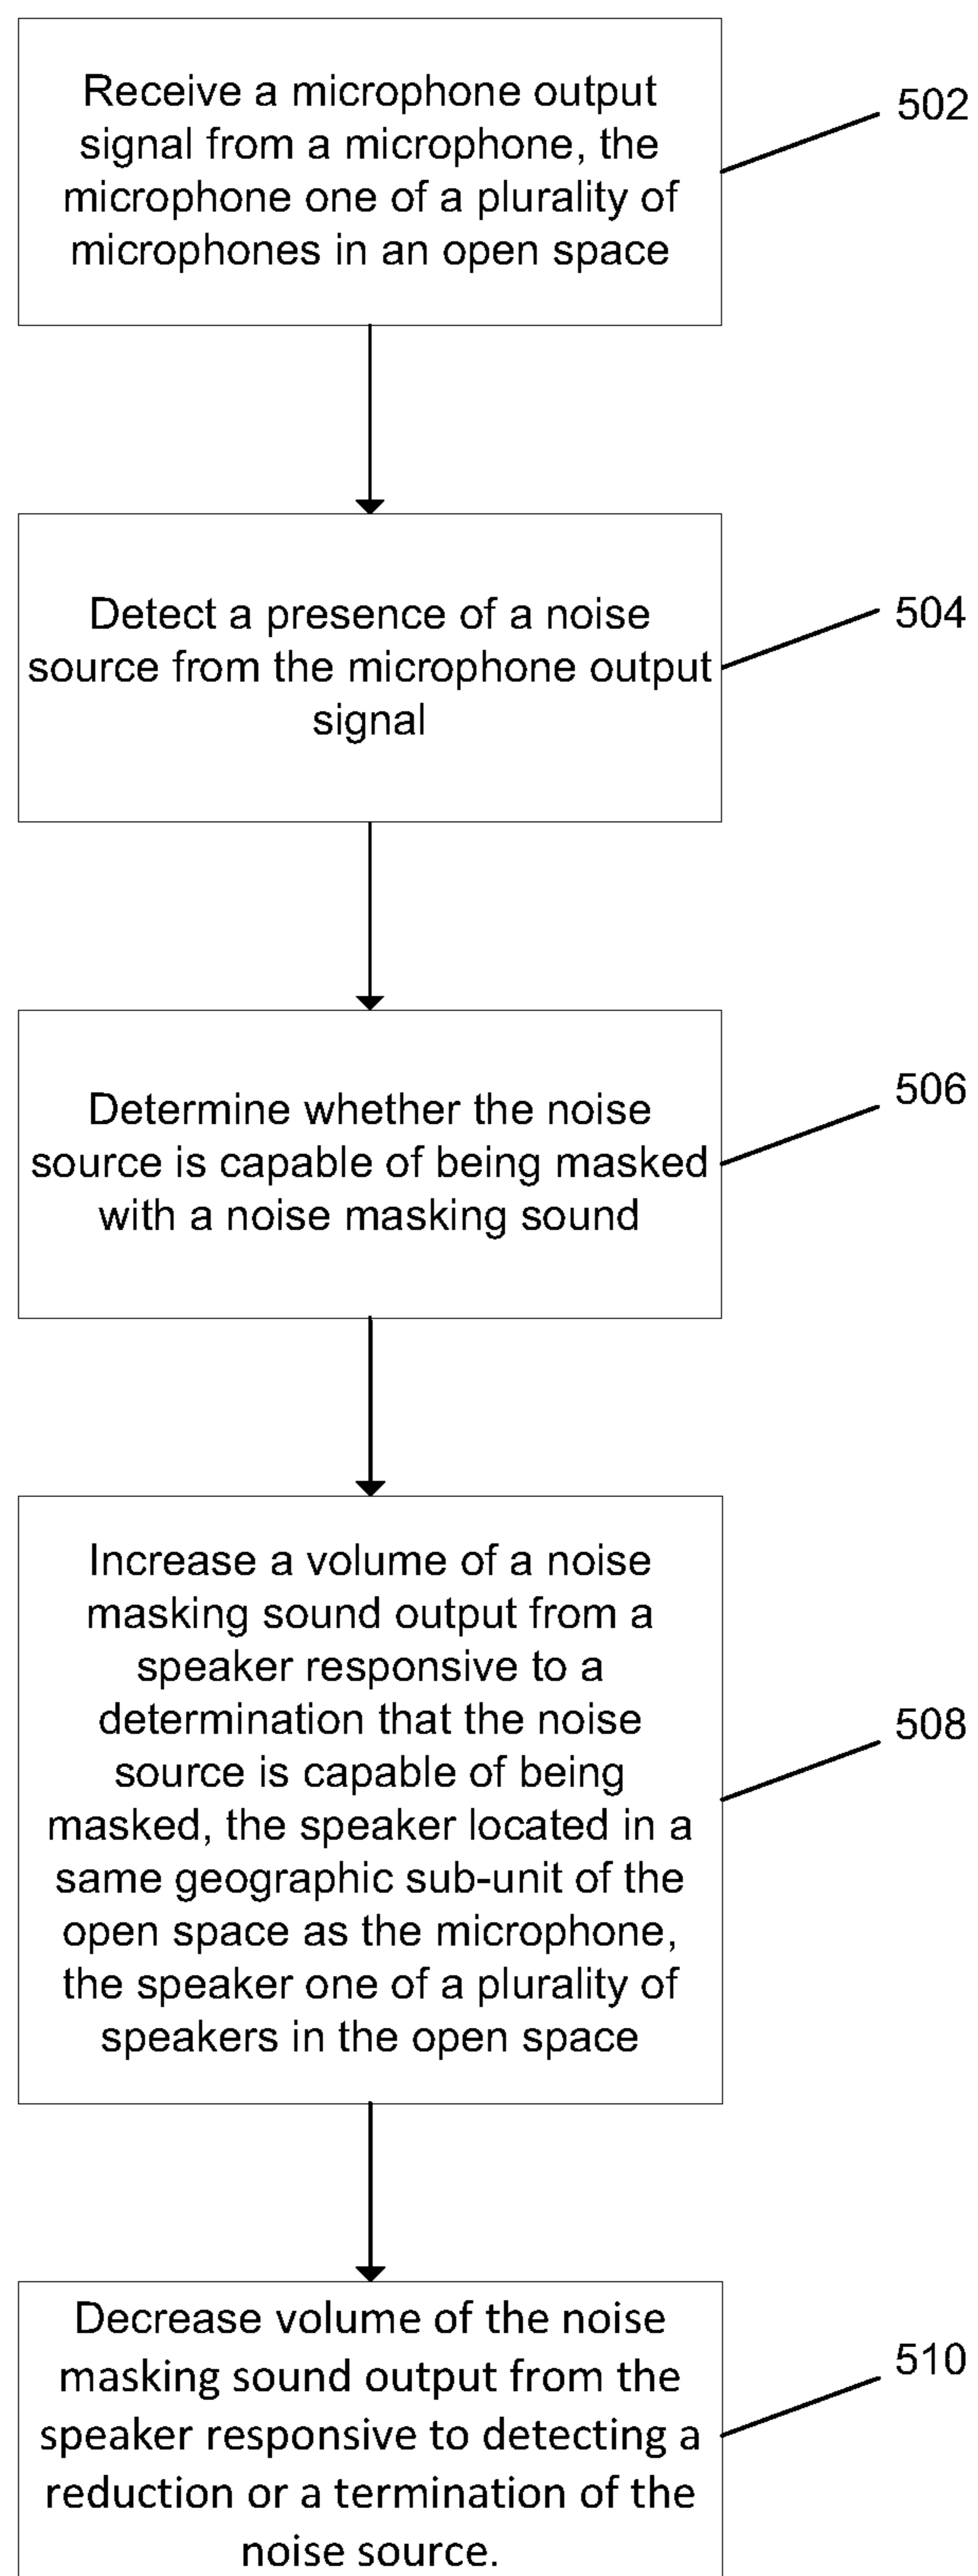 Receive a microphone output
signal from a microphone, the
microphone one of a plurality of
microphones in an open space
502
Detect a presence of a noise
source from the microphone output
signal
504
Determine whether the noise
source is capable of being masked
with a noise masking sound
506
Increase a volume of a noise
masking sound output from a
speaker responsive to a
determination that the noise
source is capable of being
masked, the speaker located in a
same geographic sub-unit of the
open space as the microphone,
the speaker one of a plurality of
speakers in the open space
508
Decrease volume of the noise
masking sound output from the
speaker responsive to detecting a
reduction or a termination of the
noise source.
510